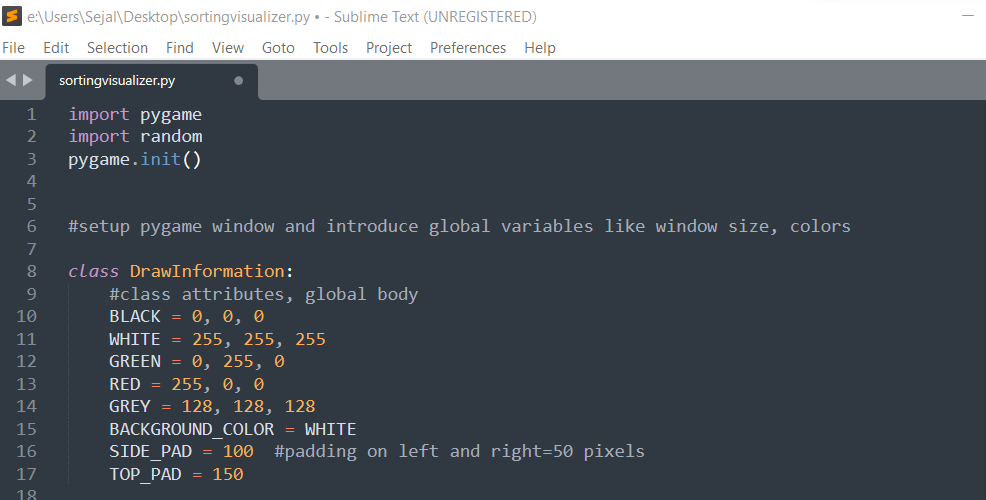 e:\Users\Sejal\Desktop\sortingvisualizer.py • - Sublime Text (UNREGISTERED)
File Edit Selection Find View Goto Tools Project Preferences Help
sortingvisualizer.py
1 import pygame
2 import random
3 pygame.init()
4
5
6 #setup pygame window and introduce global variables like window size, colors
7
8 class DrawInformation:
9     #class attributes, global body
10     BLACK = 0, 0, 0
11     WHITE = 255, 255, 255
12     GREEN = 0, 255, 0
13     RED = 255, 0, 0
14     GREY = 128, 128, 128
15     BACKGROUND_COLOR = WHITE
16     SIDE_PAD = 100  #padding on left and right=50 pixels
17     TOP_PAD = 150
18